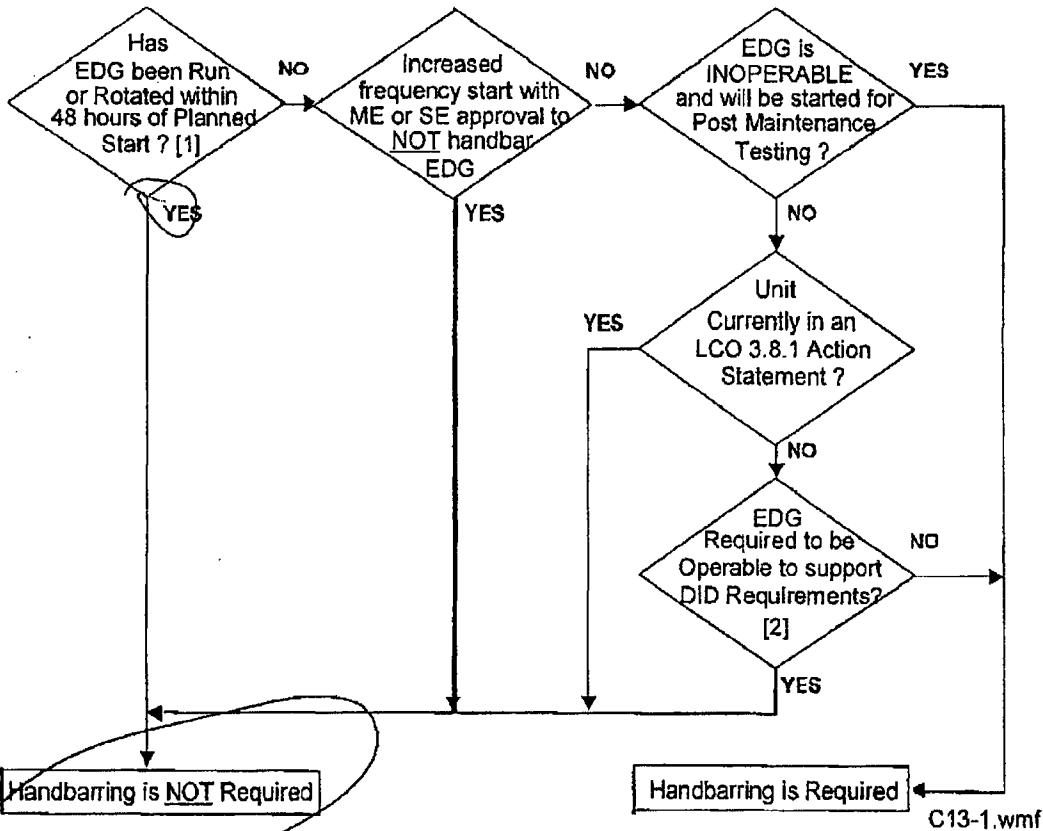 Has
EDG been Run
or Rotated within
48 hours of Planned
Start ? [1]
NO
YES
Increased
frequency start with
ME or SE approval to
NOT handbar
EDG
NO
YES
EDG is
INOPERABLE
and will be started for
Post Maintenance
Testing ?
YES
NO
Unit
Currently in an
LCO 3.8.1 Action
Statement ?
YES
NO
EDG
Required to be
Operable to support
DID Requirements?
[2]
NO
YES
Handbarring is NOT Required
Handbarring is Required
C13-1.wmf